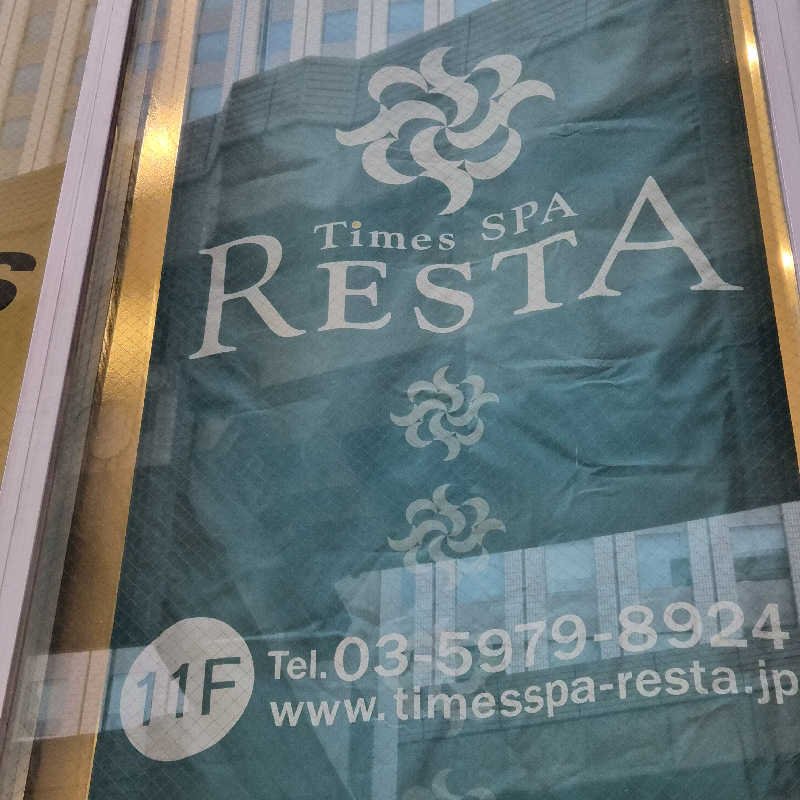 Times SPA
RESTA
11F
Tel. 03-5979-8924
www.timesspa-resta.jp
s